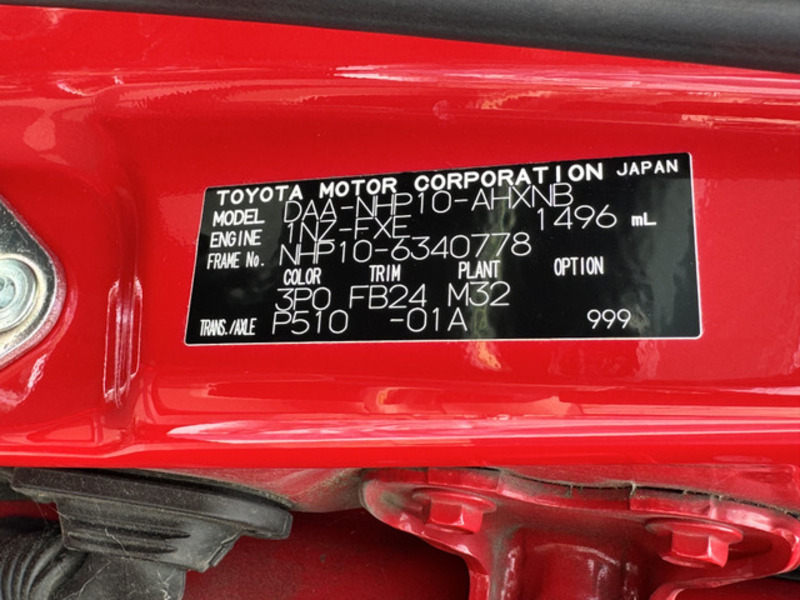 TOYOTA MOTOR CORPORATION JAPAN
MODEL DAA-NHP10-AHXNB
ENGINE 1NZ-FXE 1496 mL
FRAME No. NHP10-6340778
COLOR TRIM PLANT OPTION
3P0 FB24 M32
TRANS./AXLE P510 -01A 999